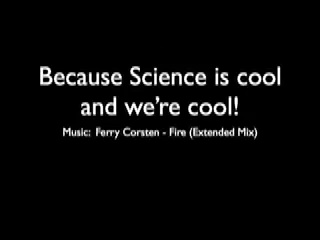 Because Science is cool
and we're cool!
Music:  Ferry Corsten - Fire (Extended Mix)